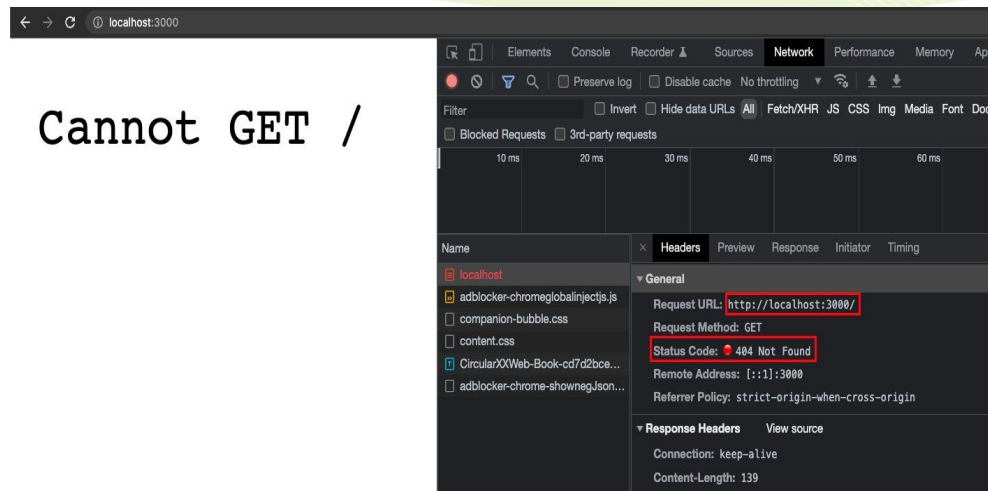 localhost:3000
Cannot GET /
Elements Console Recorder Sources Network Performance Memory Ap
Preserve log Disable cache No throttling
Filter Invert Hide data URLs All Fetch/XHR JS CSS Img Media Font Doc
Blocked Requests 3rd-party requests
10 ms 20 ms 30 ms 40 ms 50 ms 60 ms
Name
localhost
adblocker-chromeglobalinjectjs.js
companion-bubble.css
content.css
CircularXXWeb-Book-cd7d2bce...
adblocker-chrome-shownegJson...
× Headers Preview Response Initiator Timing
General
Request URL: http://localhost:3000/
Request Method: GET
Status Code: 404 Not Found
Remote Address: [::1]:3000
Referrer Policy: strict-origin-when-cross-origin
Response Headers View source
Connection: keep-alive
Content-Length: 139